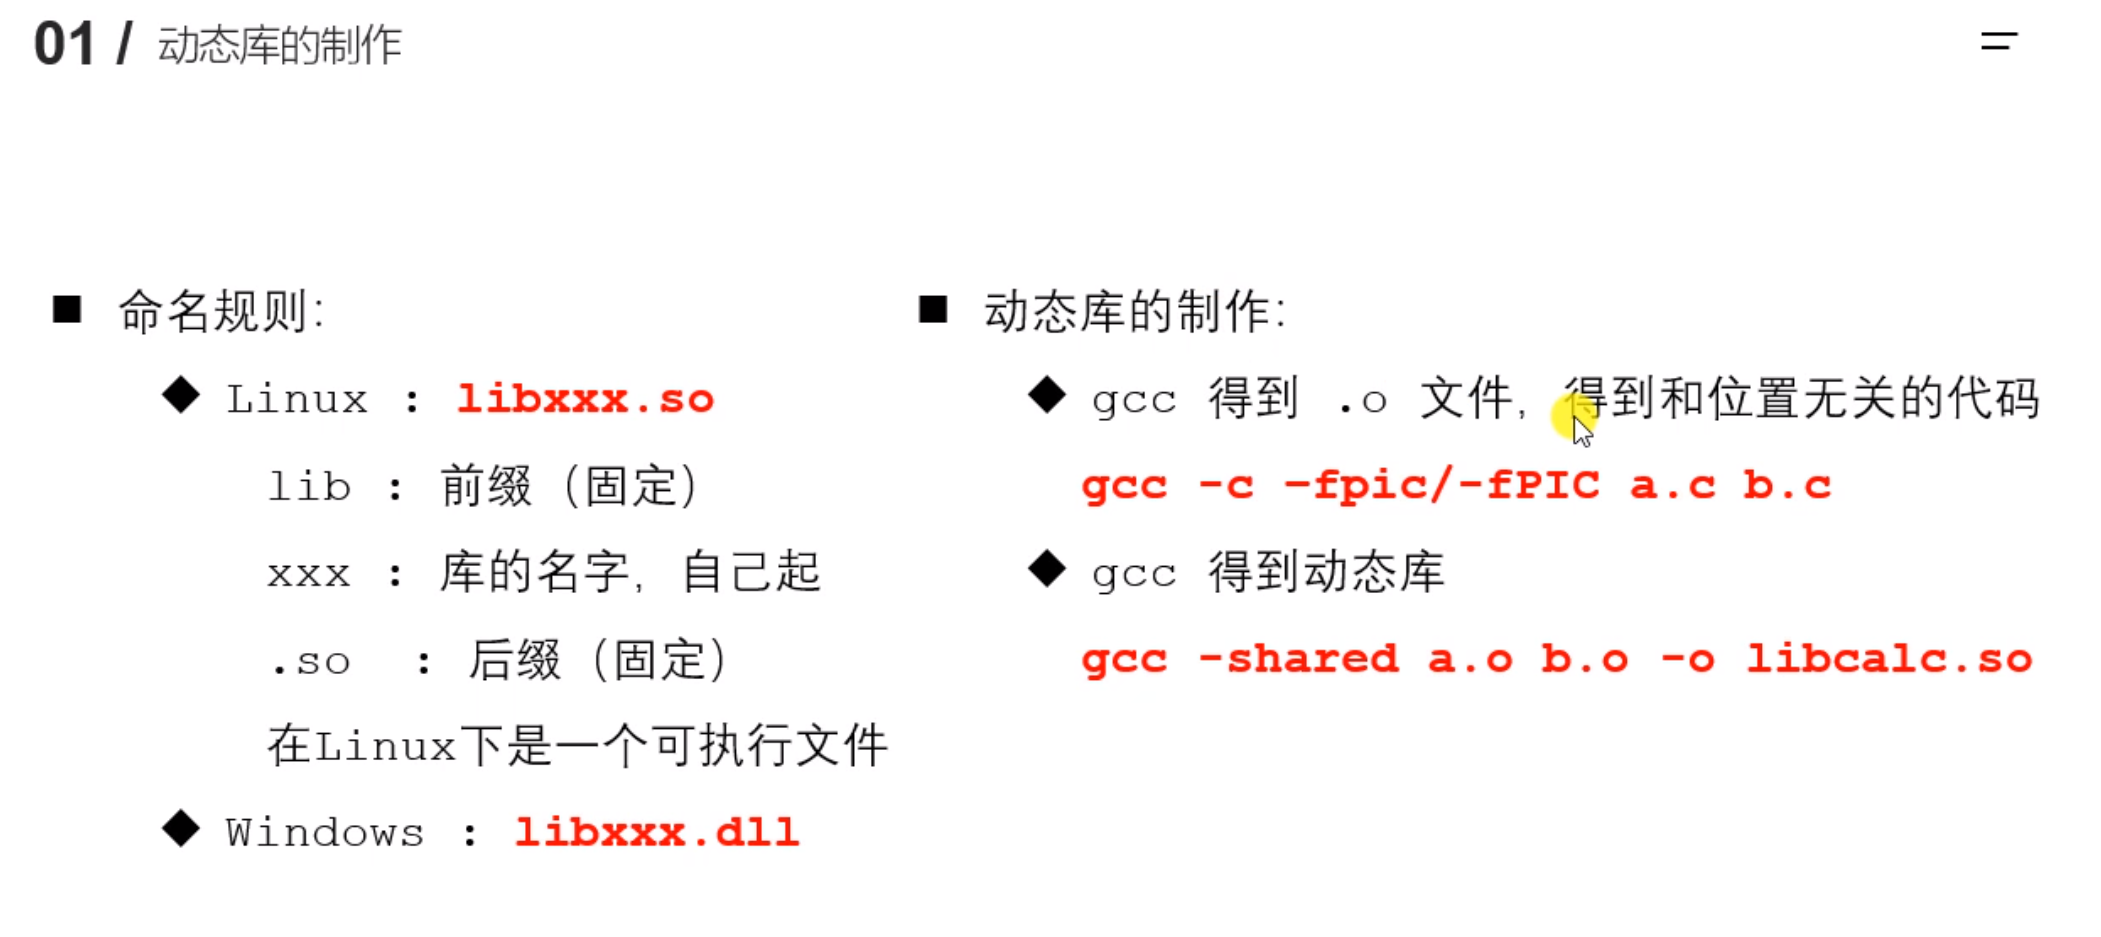 01 / 动态库的制作
■ 命名规则:
◆ Linux : libxxx.so
lib : 前缀 (固定)
xxx : 库的名字, 自己起
.so : 后缀 (固定)
在Linux下是一个可执行文件
◆ Windows : libxxx.dll
■ 动态库的制作:
◆ gcc 得到 .o 文件, 得到和位置无关的代码
gcc -c –fpic/-fPIC a.c b.c
◆ gcc 得到动态库
gcc -shared a.o b.o -o libcalc.so